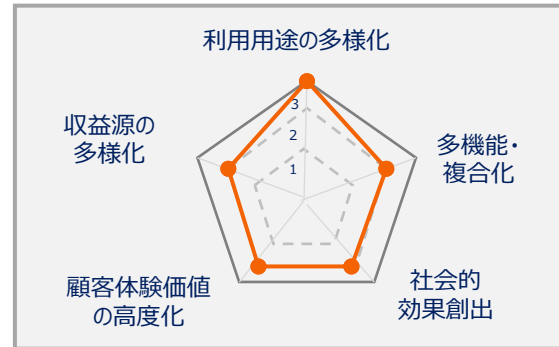 利用用途の多様化
3
2
1
収益源の
多様化
多機能・
複合化
顧客体験価値
の高度化
社会的
効果創出